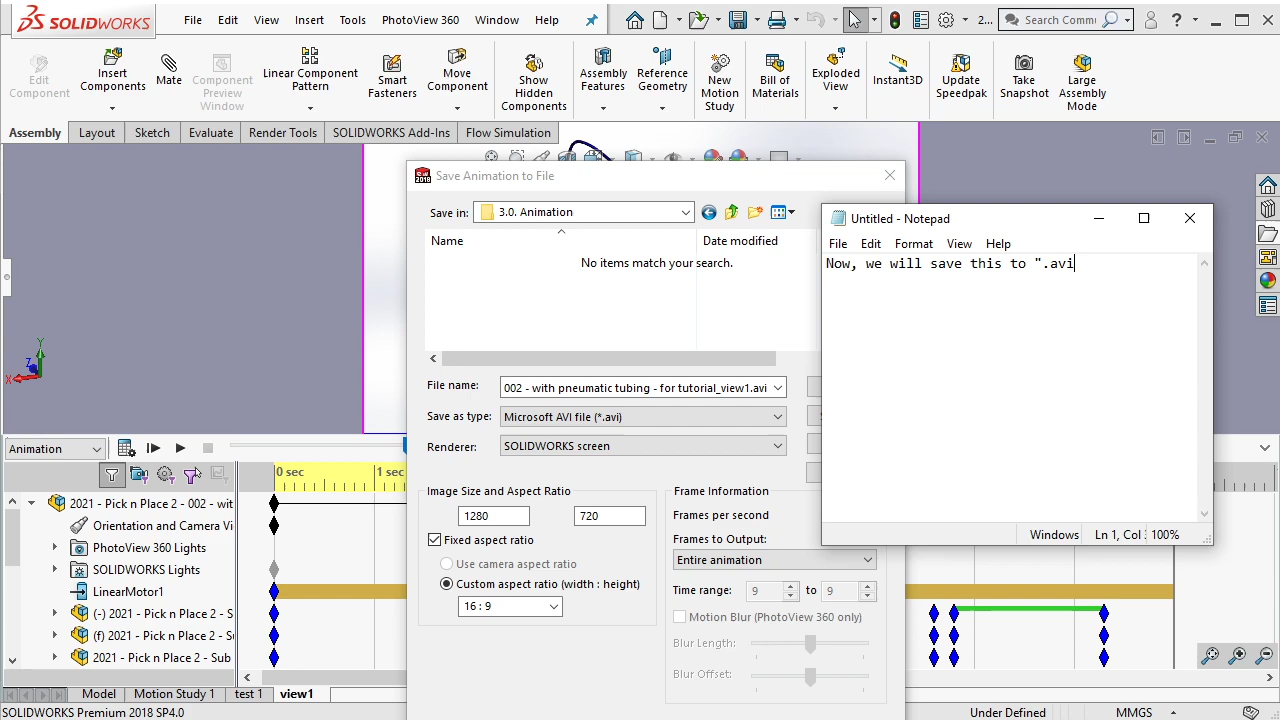 SOLIDWORKS
File Edit View Insert Tools PhotoView 360 Window Help
2...
Search Commu
?
Edit Component
Insert Components
Mate
Component Preview Window
Linear Component Pattern
Smart Fasteners
Move Component
Show Hidden Components
Assembly Features
Reference Geometry
New Motion Study
Bill of Materials
Exploded View
Instant3D
Update Speedpak
Take Snapshot
Large Assembly Mode
Assembly Layout Sketch Evaluate Render Tools SOLIDWORKS Add-Ins Flow Simulation
Save Animation to File
Save in: 3.0. Animation
Name Date modified
No items match your search.
File name: 002 - with pneumatic tubing - for tutorial_view1.avi
Save as type: Microsoft AVI file (*.avi)
Renderer: SOLIDWORKS screen
Image Size and Aspect Ratio
1280 720
Fixed aspect ratio
Use camera aspect ratio
Custom aspect ratio (width : height)
16 : 9
Frame Information
Frames per second
Frames to Output:
Entire animation
Time range: 9 to 9
Motion Blur (PhotoView 360 only)
Blur Length:
Blur Offset:
Untitled - Notepad
File Edit Format View Help
Now, we will save this to ".avi
Windows Ln 1, Col 100%
Y
Z
X
Animation
0 sec 1 sec
2021 - Pick n Place 2 - 002 - wit
Orientation and Camera Vi
PhotoView 360 Lights
SOLIDWORKS Lights
LinearMotor1
(-) 2021 - Pick n Place 2 - S
(f) 2021 - Pick n Place 2 - S
2021 - Pick n Place 2 - Sub
Model Motion Study 1 test 1 view1
SOLIDWORKS Premium 2018 SP4.0
Under Defined MMGS